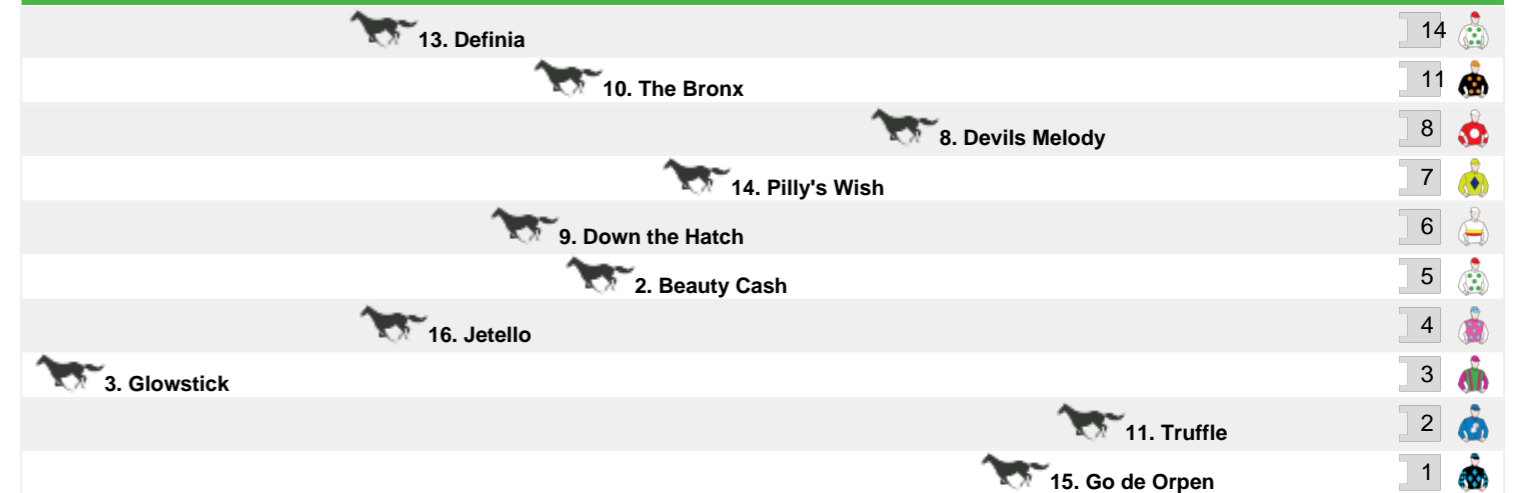 13. Definia 14
10. The Bronx 11
8. Devils Melody 8
14. Pilly's Wish 7
9. Down the Hatch 6
2. Beauty Cash 5
16. Jetello 4
3. Glowstick 3
11. Truffle 2
15. Go de Orpen 1